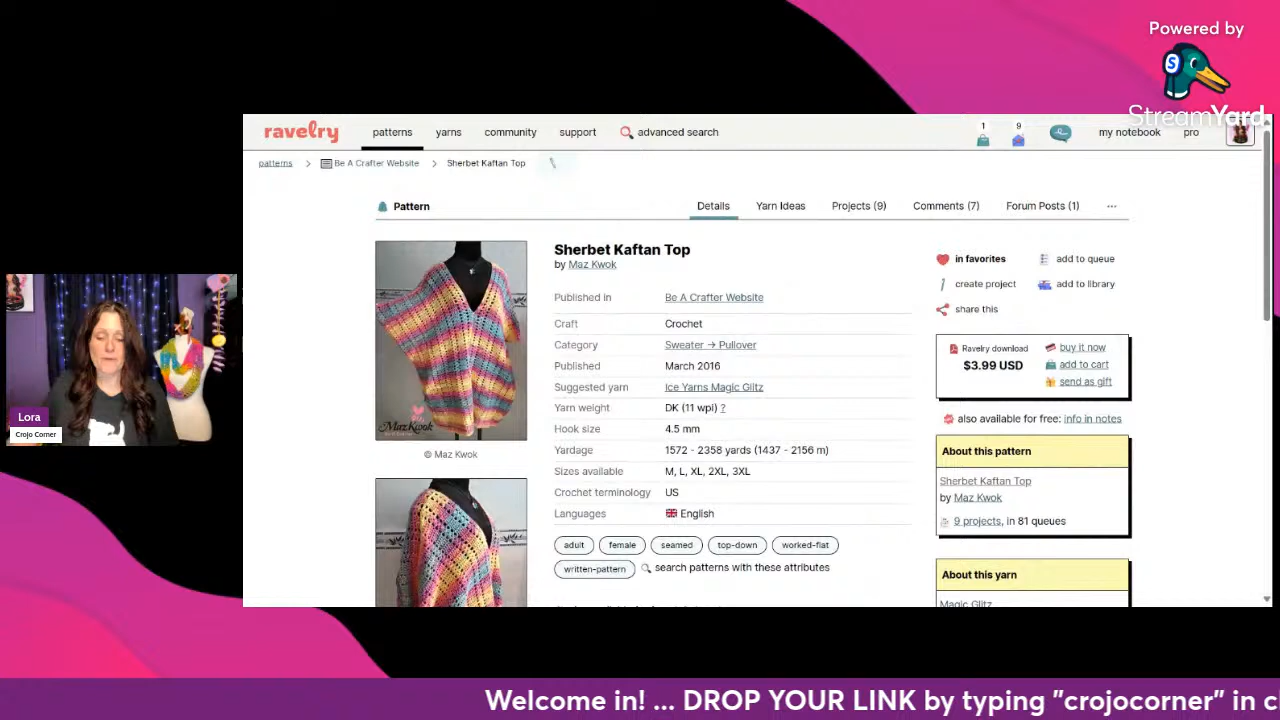 Powered by
StreamYard
ravelry
patterns
yarns
community
support
advanced search
1
9
my notebook
pro
patterns
Be A Crafter Website
Sherbet Kaftan Top
Pattern
Details
Yarn Ideas
Projects (9)
Comments (7)
Forum Posts (1)
Sherbet Kaftan Top
by Maz Kwok
Published in Be A Crafter Website
Craft Crochet
Category Sweater → Pullover
Published March 2016
Suggested yarn Ice Yarns Magic Glitz
Yarn weight DK (11 wpi) ?
Hook size 4.5 mm
Yardage 1572 - 2358 yards (1437 - 2156 m)
Sizes available M, L, XL, 2XL, 3XL
Crochet terminology US
Languages English
adult
female
seamed
top-down
worked-flat
written-pattern
search patterns with these attributes
MazKwok
© Maz Kwok
in favorites
add to queue
create project
add to library
share this
Ravelry download
$3.99 USD
buy it now
add to cart
send as gift
also available for free: info in notes
About this pattern
Sherbet Kaftan Top
by Maz Kwok
9 projects, in 81 queues
About this yarn
Magic Glitz
Lora
Crojo Corner
Welcome in! ... DROP YOUR LINK by typing "crojocorner" in c